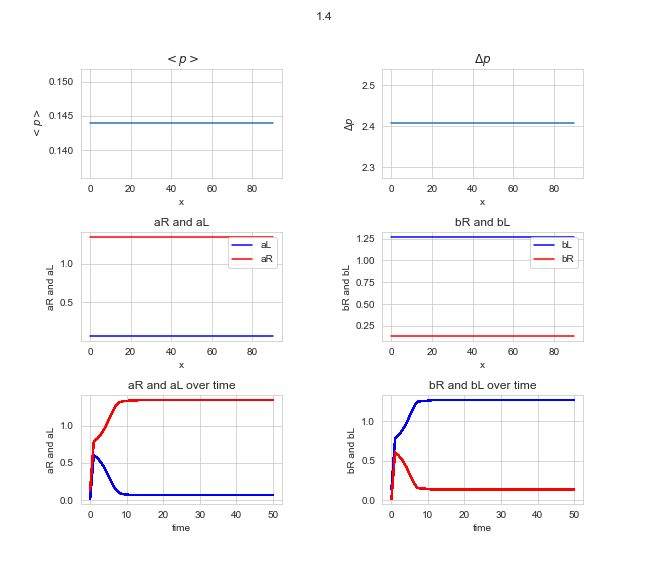 1.4
< p >
0.150
0.145
0.140
< p >
0 20 40 60 80
x
Δp
2.5
2.4
2.3
Δp
0 20 40 60 80
x
aR and aL
1.0
0.5
aR and aL
aL
aR
0 20 40 60 80
x
bR and bL
1.25
1.00
0.75
0.50
0.25
bR and bL
bL
bR
0 20 40 60 80
x
aR and aL over time
1.0
0.5
0.0
aR and aL
0 10 20 30 40 50
time
bR and bL over time
1.0
0.5
0.0
bR and bL
0 10 20 30 40 50
time